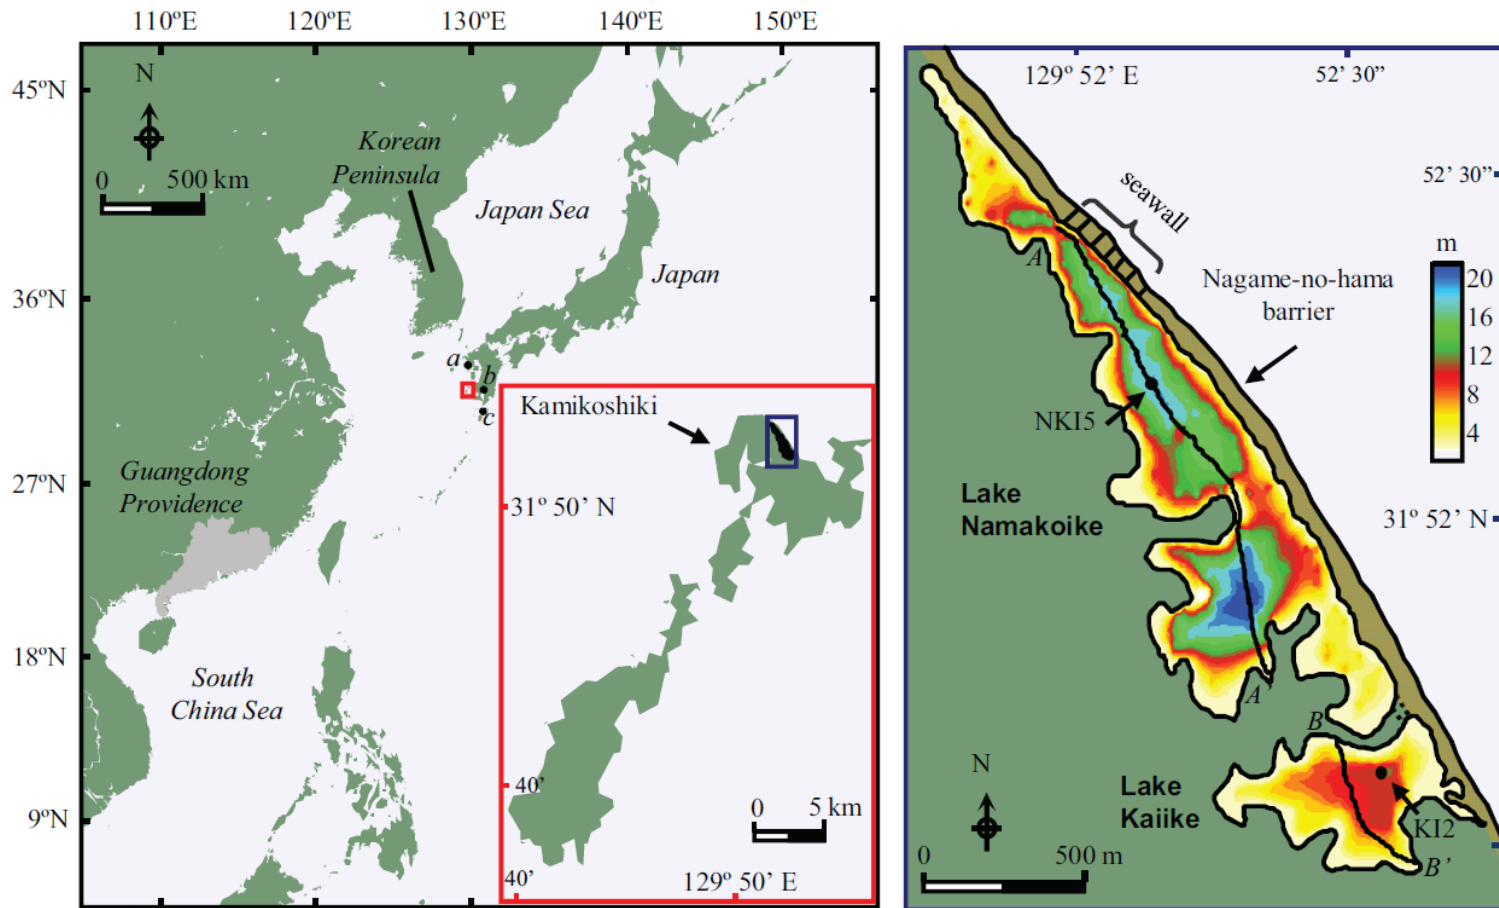 110ºE
120ºE
130ºE
140ºE
150ºE
45ºN
36ºN
27ºN
18ºN
9ºN
N
0 500 km
Korean
Peninsula
Japan Sea
Japan
a
b
c
Guangdong
Providence
South
China Sea
Kamikoshiki
31º 50’ N
40’
40’
129º 50’ E
0 5 km
129º 52’ E
52’ 30”
52’ 30”
31º 52’ N
seawall
Nagame-no-hama
barrier
m
20
16
12
8
4
A
NKI5
Lake
Namakoike
A’
B
Lake
Kaiike
KI2
B’
N
0 500 m